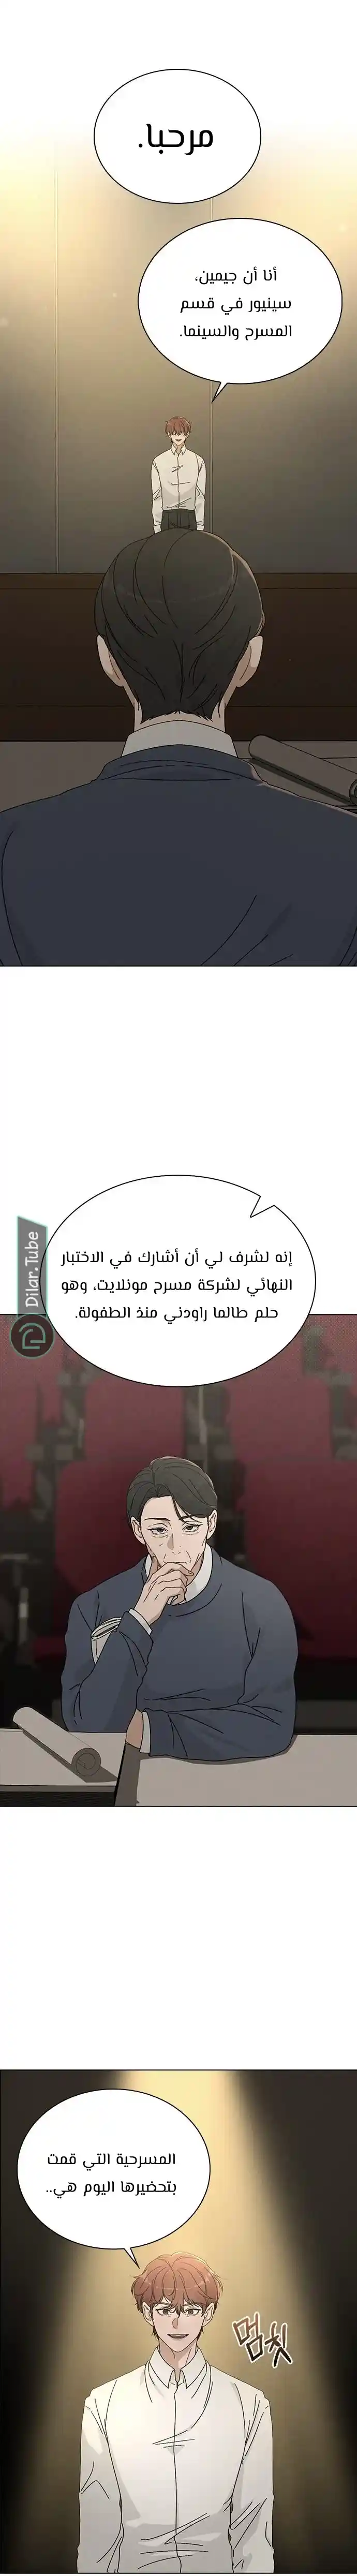 مرحبا.
أنا أن جيمين،
سينيور في قسم
المسرح والسينما.
إنه لشرف لي أن أشارك في الاختبار
النهائي لشركة مسرح مونلايت، وهو
حلم طالما راودني منذ الطفولة.
Dilar.Tube
المسرحية التي قمت
بتحضيرها اليوم هي..
멈칫